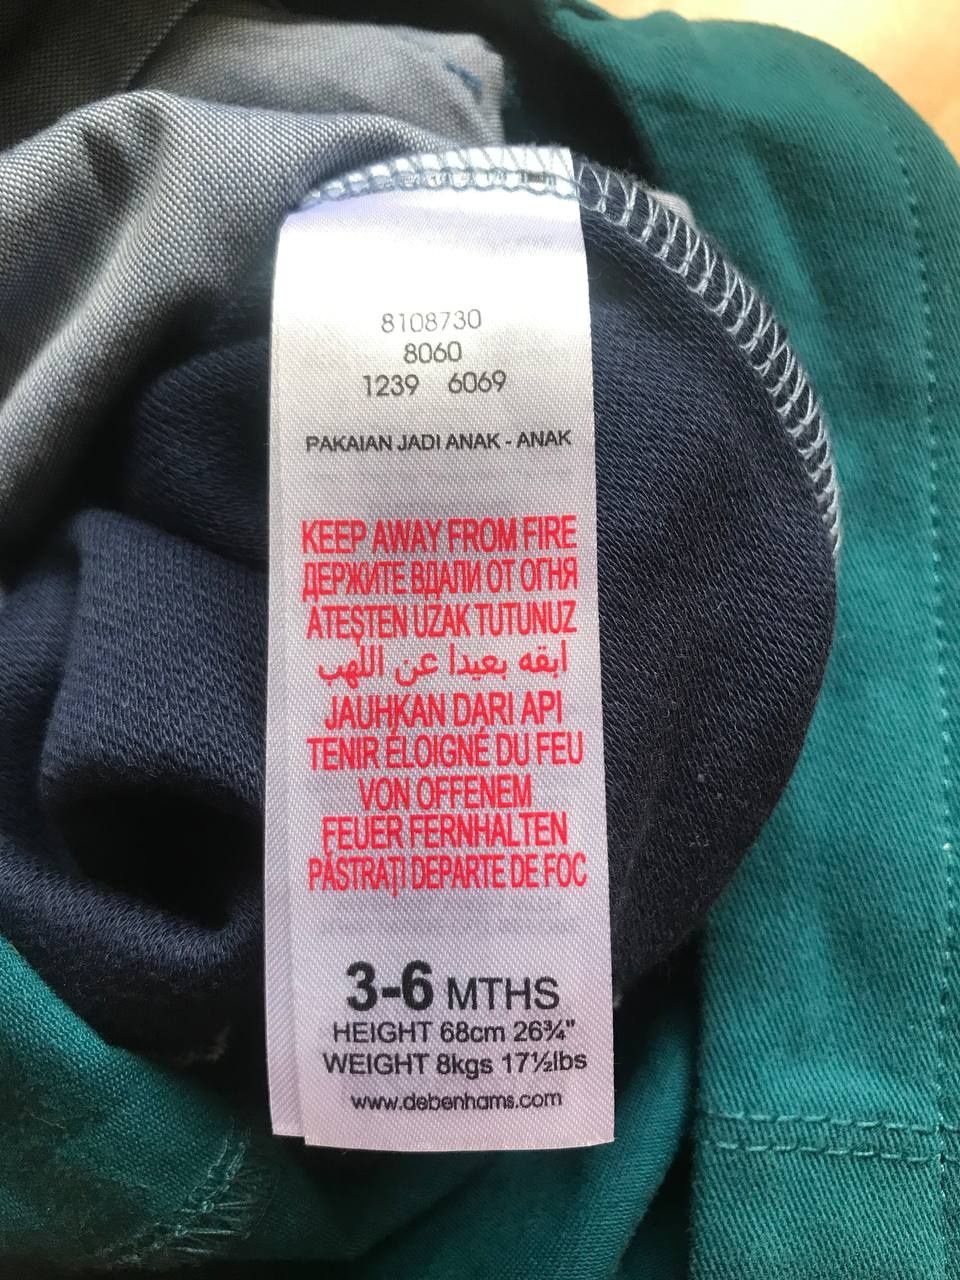 8108730
8060
1239 6069
PAKAIAN JADI ANAK - ANAK
KEEP AWAY FROM FIRE
ДЕРЖИТЕ ВДАЛИ ОТ ОГНЯ
ATEŞTEN UZAK TUTUNUZ
ابقه بعيدا عن اللهب
JAUHKAN DARI API
TENIR ÉLOIGNÉ DU FEU
VON OFFENEM
FEUER FERNHALTEN
PĂSTRAŢI DEPARTE DE FOC
3-6 MTHS
HEIGHT 68cm 26¾"
WEIGHT 8kgs 17½lbs
www.debenhams.com